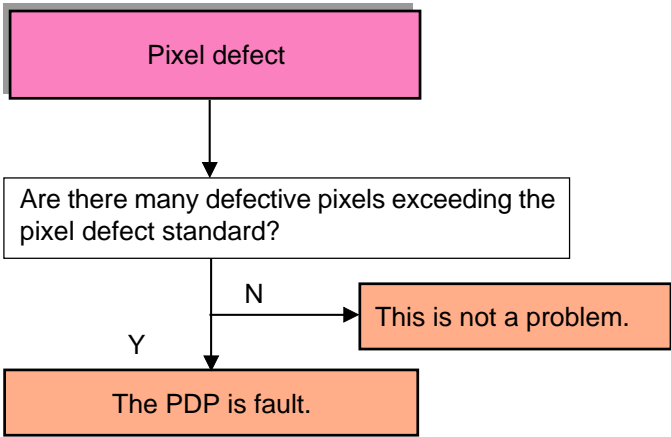 Pixel defect
Are there many defective pixels exceeding the
pixel defect standard?
N
This is not a problem.
Y
The PDP is fault.